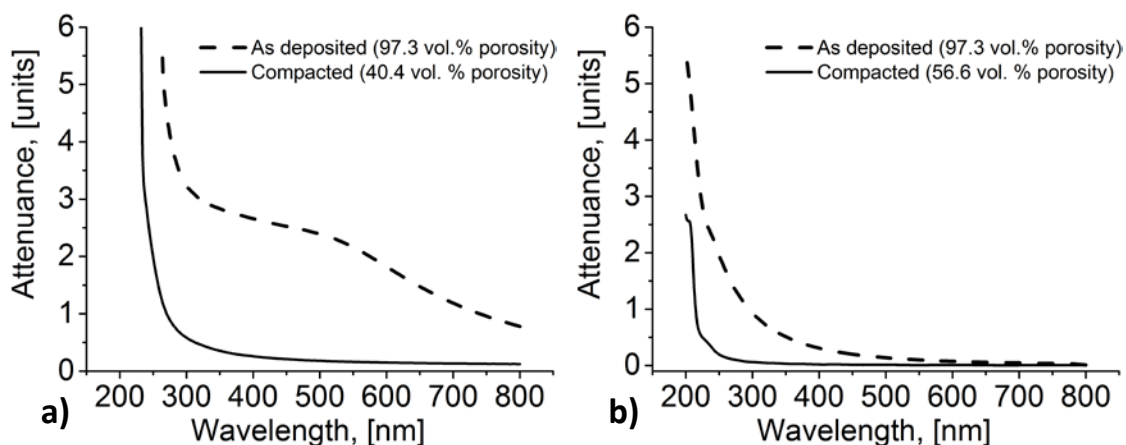 6
5
4
3
2
1
0
Attenuance, [units]
As deposited (97.3 vol.% porosity)
Compacted (40.4 vol. % porosity)
200 300 400 500 600 700 800
Wavelength, [nm]
a)
6
5
4
3
2
1
0
Attenuance, [units]
As deposited (97.3 vol.% porosity)
Compacted (56.6 vol. % porosity)
200 300 400 500 600 700 800
Wavelength, [nm]
b)